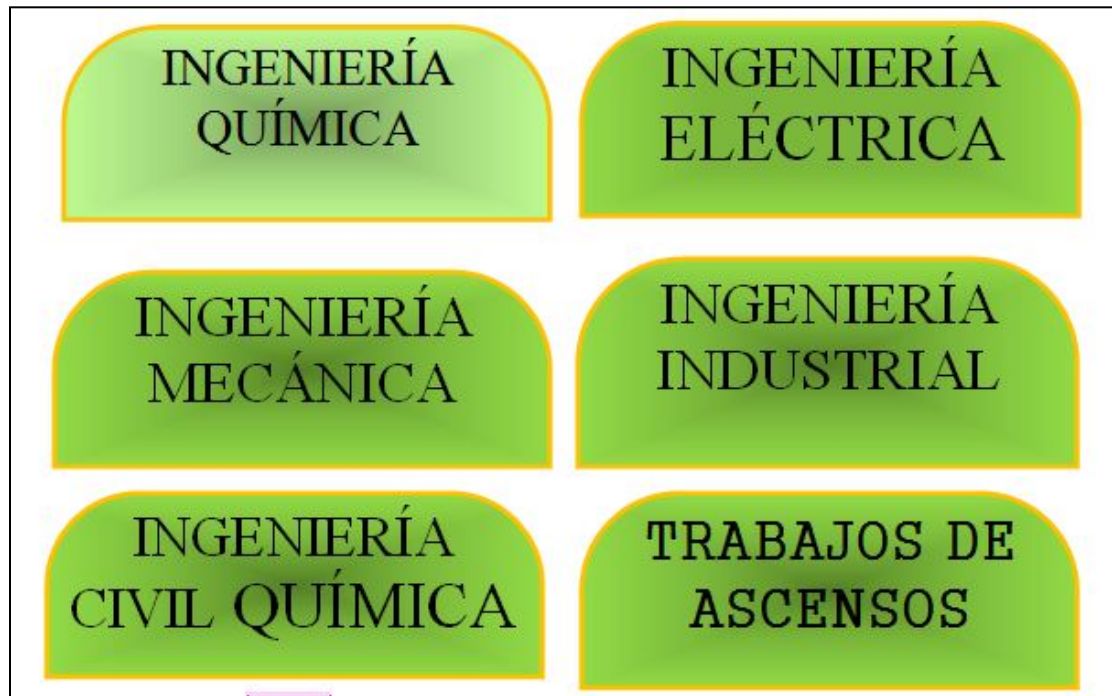 INGENIERÍA
QUÍMICA
INGENIERÍA
ELÉCTRICA
INGENIERÍA
MECÁNICA
INGENIERÍA
INDUSTRIAL
INGENIERÍA
CIVIL QUÍMICA
TRABAJOS DE
ASCENSOS